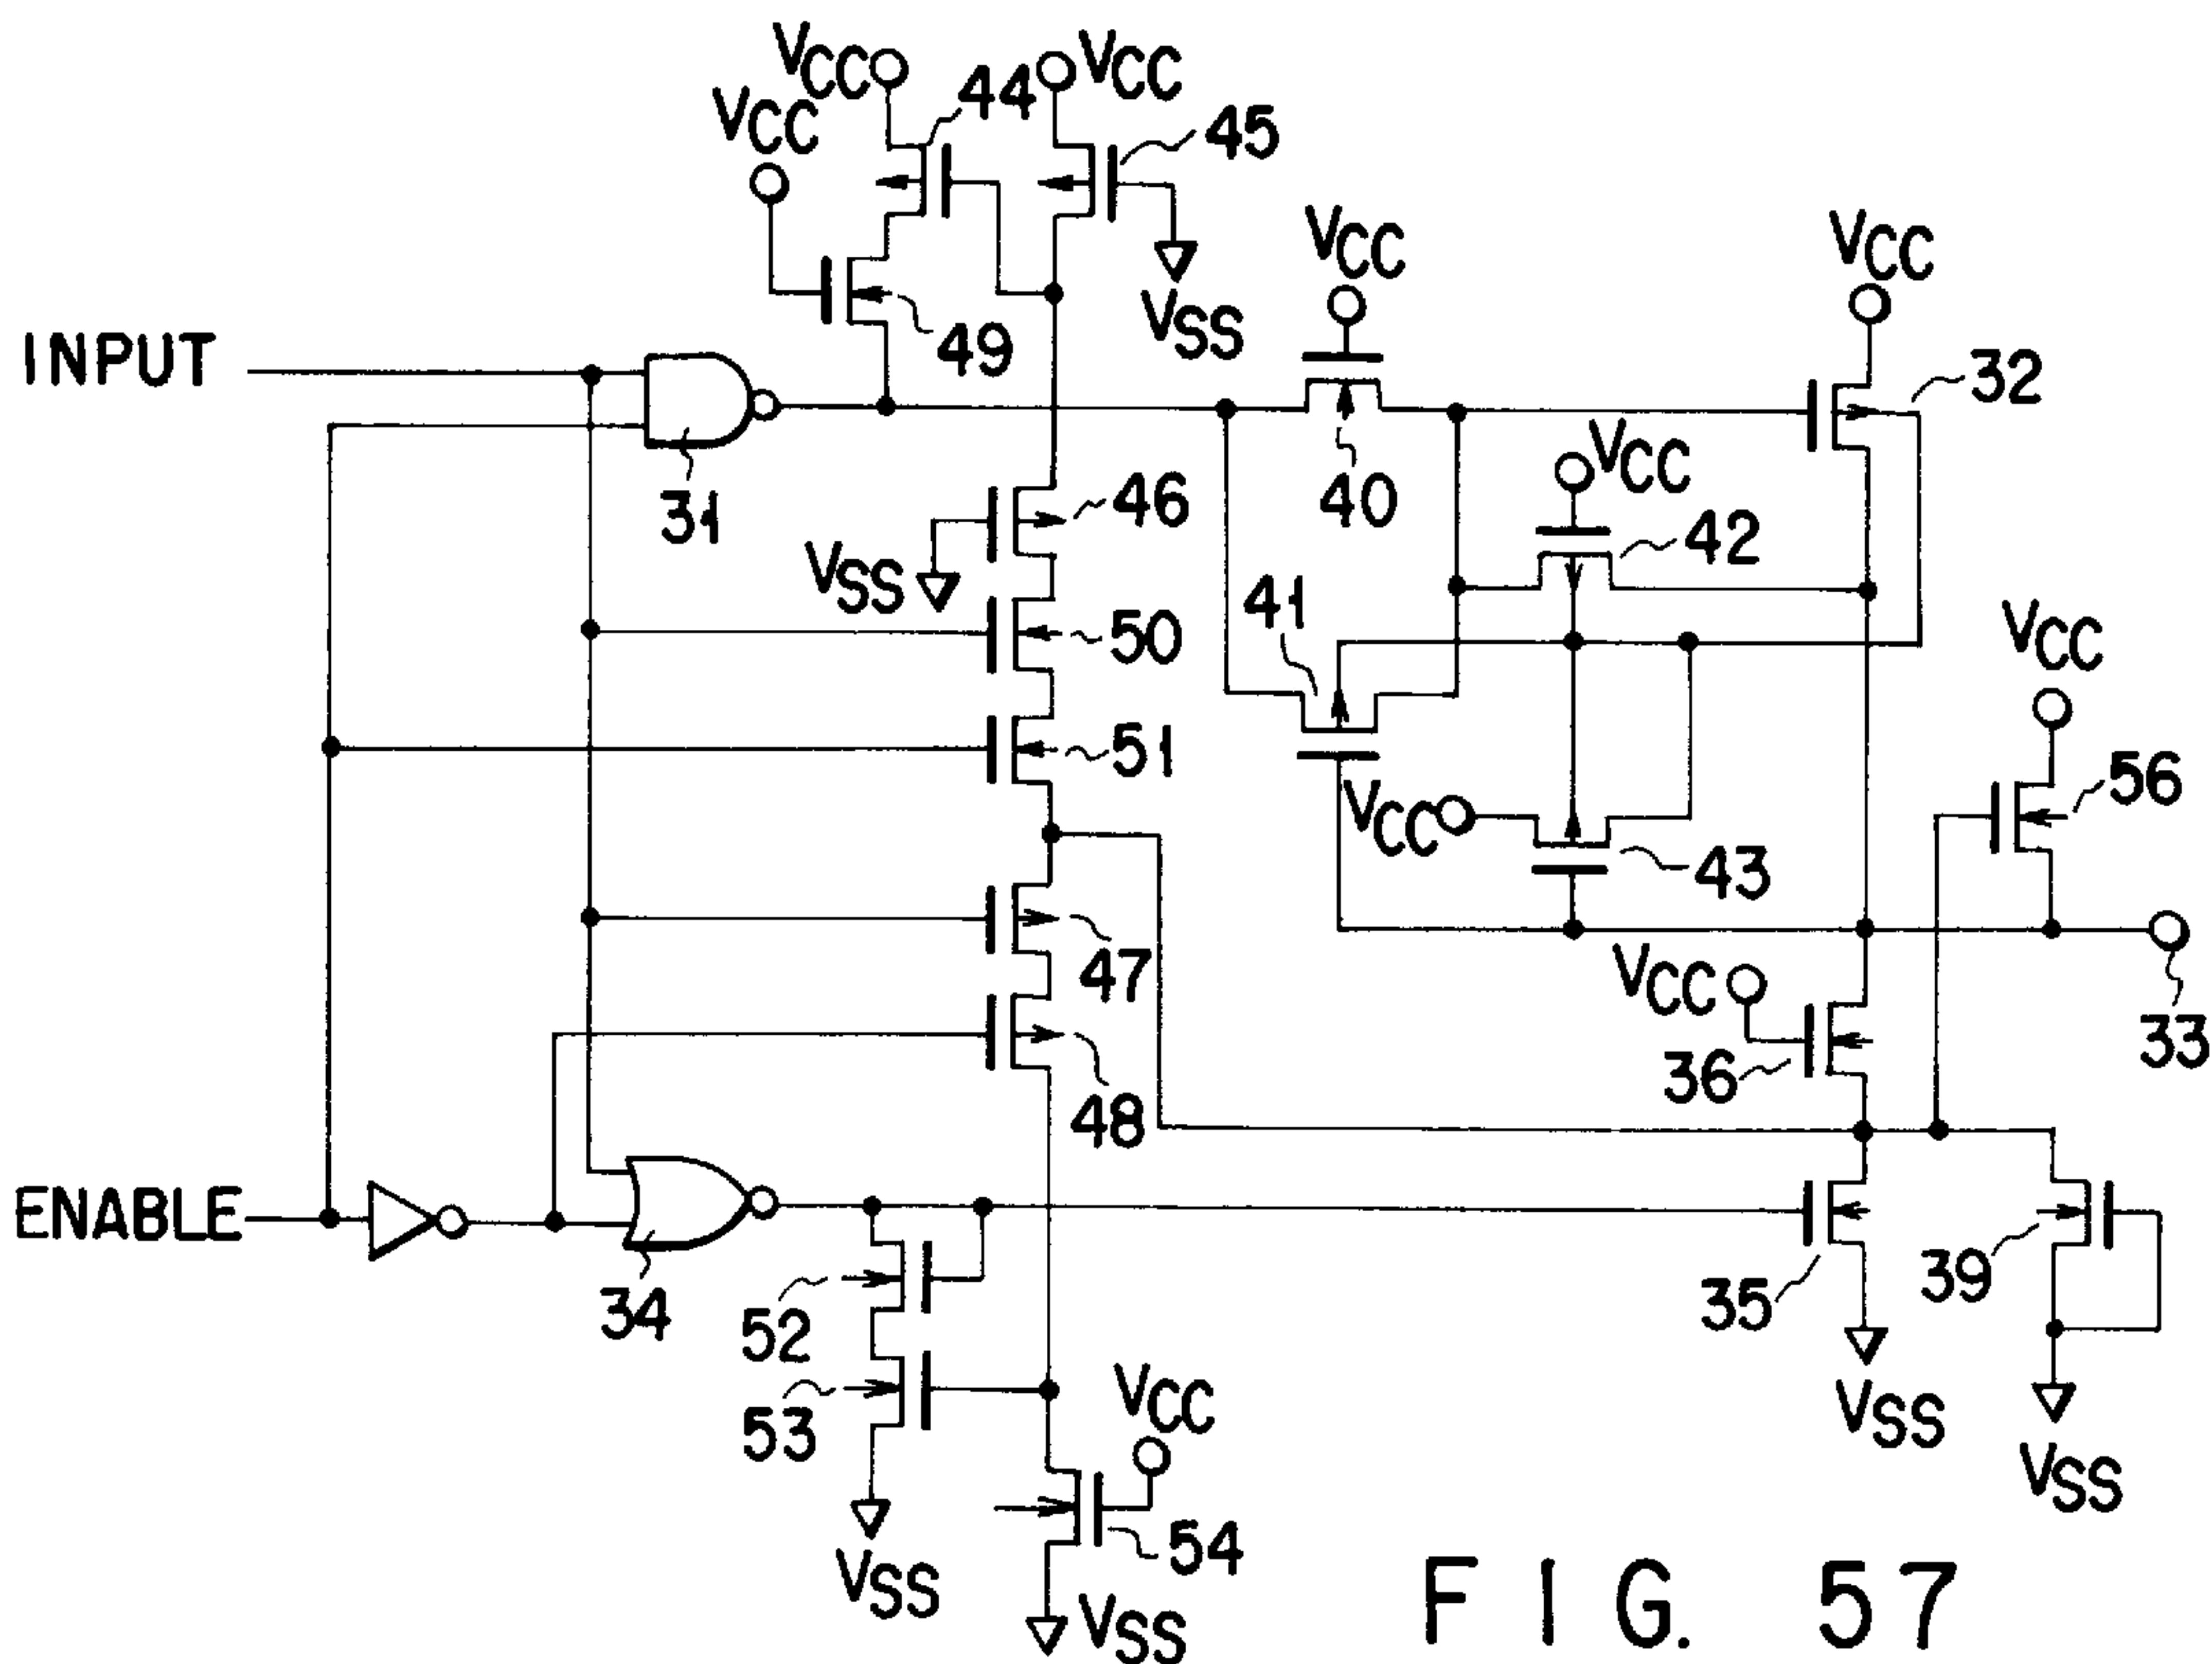 VCC
VCC
VCC
44
45
VCC
VCC
VSS
49
INPUT
32
31
40
VCC
46
42
VSS
41
50
VCC
51
56
VCC
43
47
VCC
33
36
48
ENABLE
34
52
35
39
VCC
53
VSS
VSS
54
VSS
VSS
FIG. 57